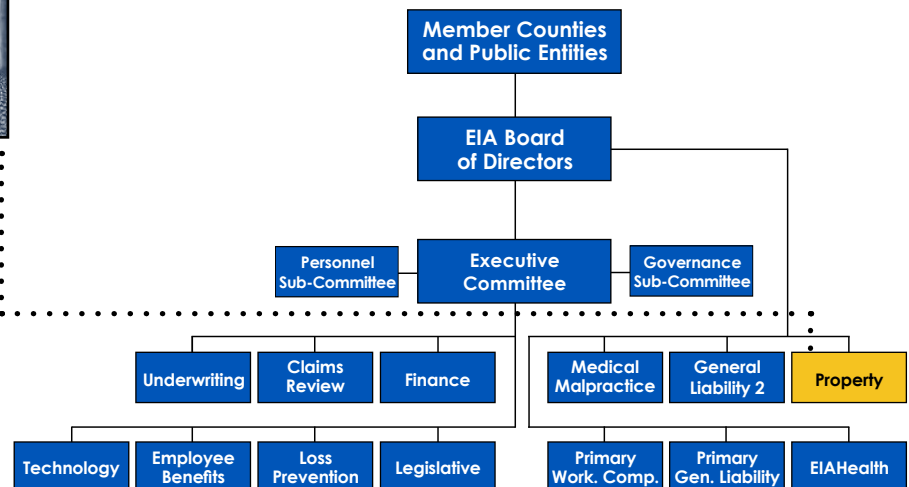 Member Counties
and Public Entities
EIA Board
of Directors
Personnel
Sub-Committee
Executive
Committee
Governance
Sub-Committee
Underwriting
Claims
Review
Finance
Medical
Malpractice
General
Liability 2
Property
Technology
Employee
Benefits
Loss
Prevention
Legislative
Primary
Work. Comp.
Primary
Gen. Liability
EIAHealth